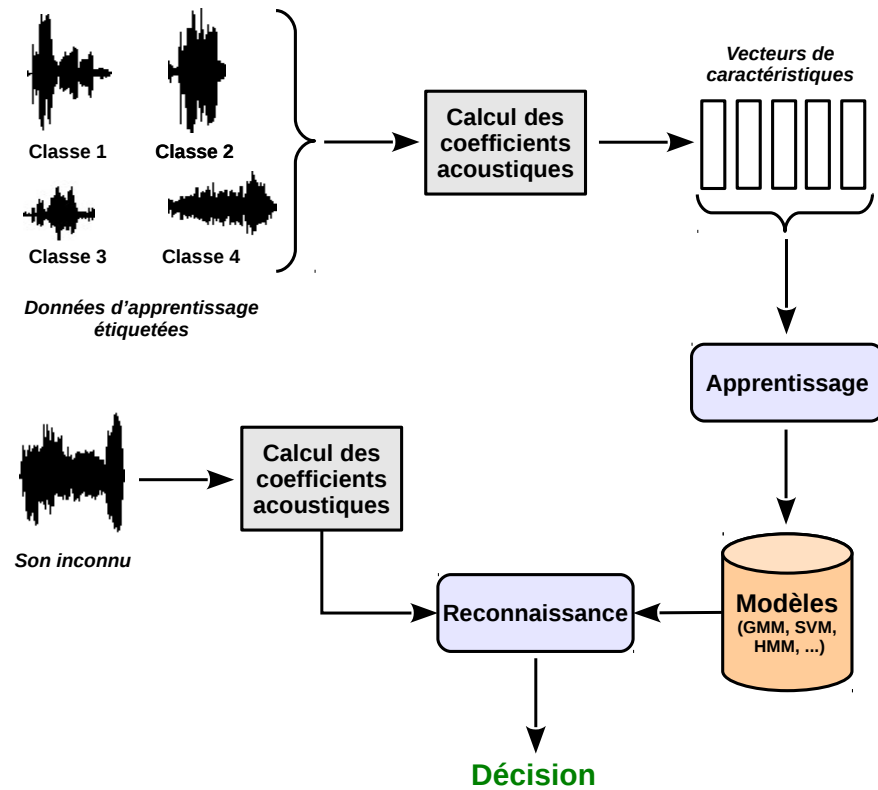 Classe 1
Classe 2
Classe 3
Classe 4
Données d'apprentissage
étiquetées
Calcul des
coefficients
acoustiques
Vecteurs de
caractéristiques
Apprentissage
Modèles
(GMM, SVM,
HMM, ...)
Son inconnu
Calcul des
coefficients
acoustiques
Reconnaissance
Décision